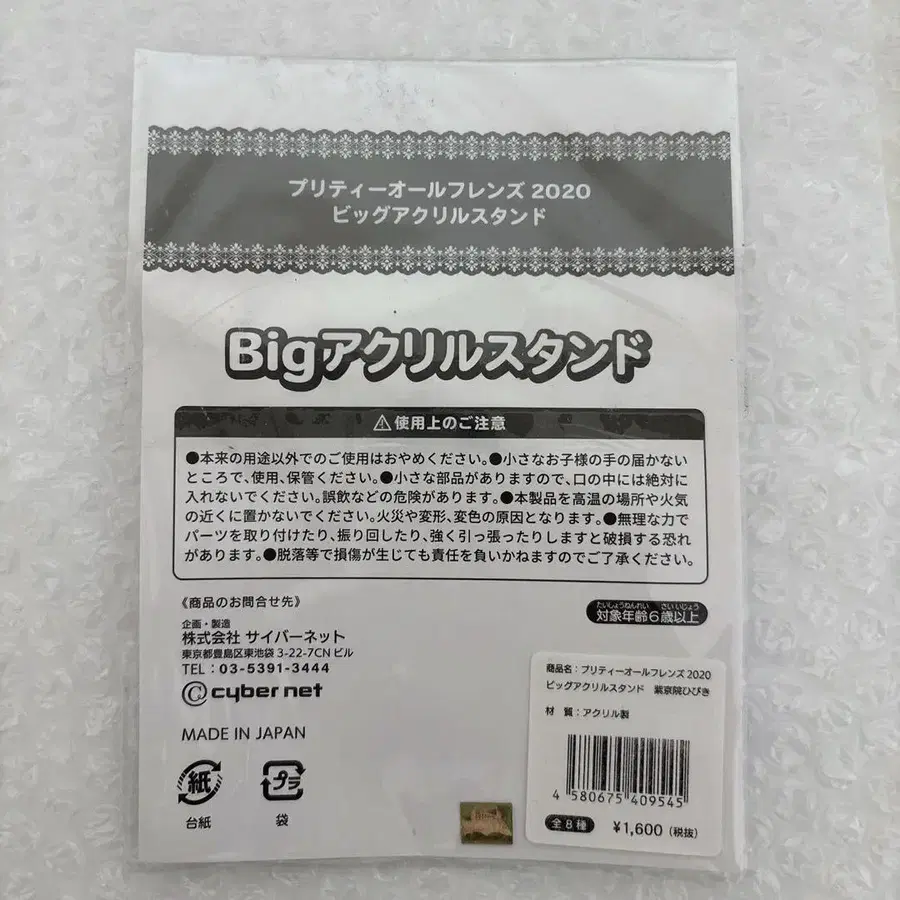 プリティーオールフレンズ 2020
ビッグアクリルスタンド
Bigアクリルスタンド
⚠使用上のご注意
●本来の用途以外でのご使用はおやめください。●小さなお子様の手の届かない
ところで、使用、保管ください。●小さな部品がありますので、口の中には絶対に
入れないでください。誤飲などの危険があります。●本製品を高温の場所や火気
の近くに置かないでください。火災や変形、変色の原因となります。●無理な力で
パーツを取り付けたり、振り回したり、強く引っ張ったりしますと破損する恐れ
があります。●脱落等で損傷が生じても責任を負いかねますのでご了承ください。
《商品のお問合せ先》
たいしょうねんれい さい いじょう
対象年齢6歳以上
企画・製造
株式会社 サイバーネット
東京都豊島区東池袋 3-22-7CN ビル
TEL：03-5391-3444
cyber net
MADE IN JAPAN
紙
台紙
プラ
袋
商品名：プリティーオールフレンズ 2020
ビッグアクリルスタンド 紫京院ひびき
材 質：アクリル製
4 580675 409545
全8種 ¥1,600（税抜）